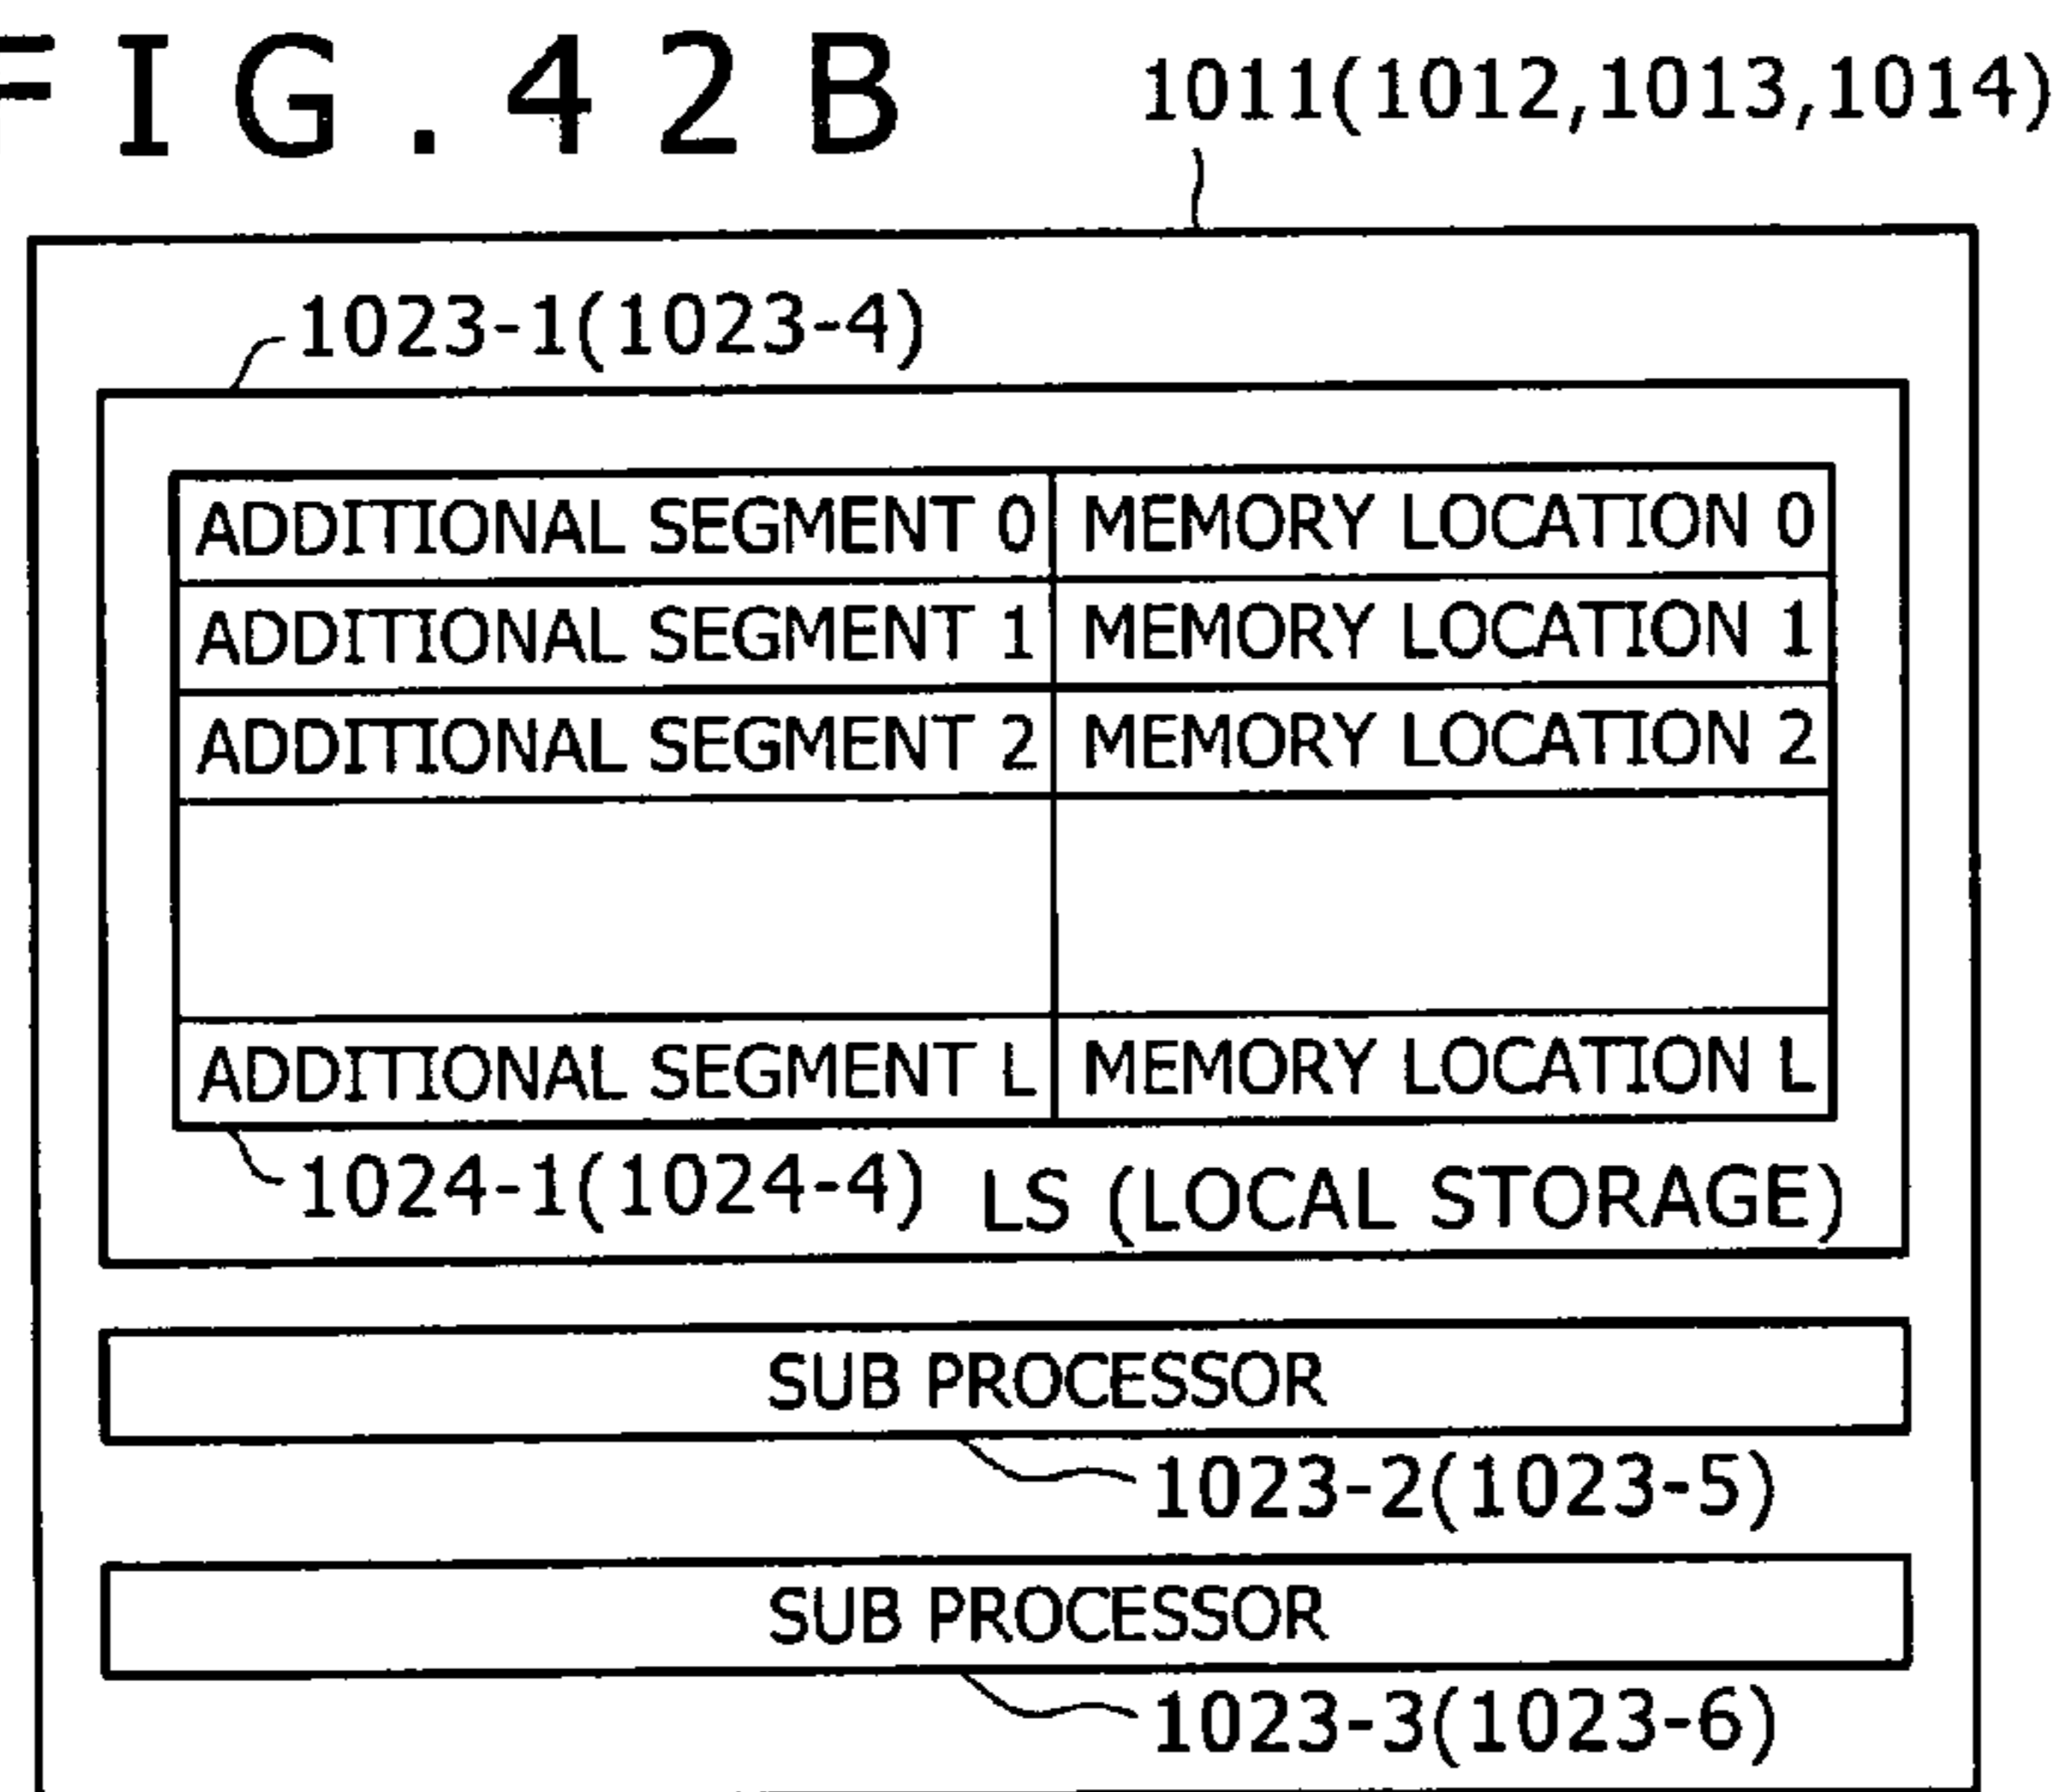 FIG.42B
1011(1012,1013,1014)
1023-1(1023-4)
ADDITIONAL SEGMENT 0 MEMORY LOCATION 0
ADDITIONAL SEGMENT 1 MEMORY LOCATION 1
ADDITIONAL SEGMENT 2 MEMORY LOCATION 2
ADDITIONAL SEGMENT L MEMORY LOCATION L
1024-1(1024-4) LS (LOCAL STORAGE)
SUB PROCESSOR
1023-2(1023-5)
SUB PROCESSOR
1023-3(1023-6)